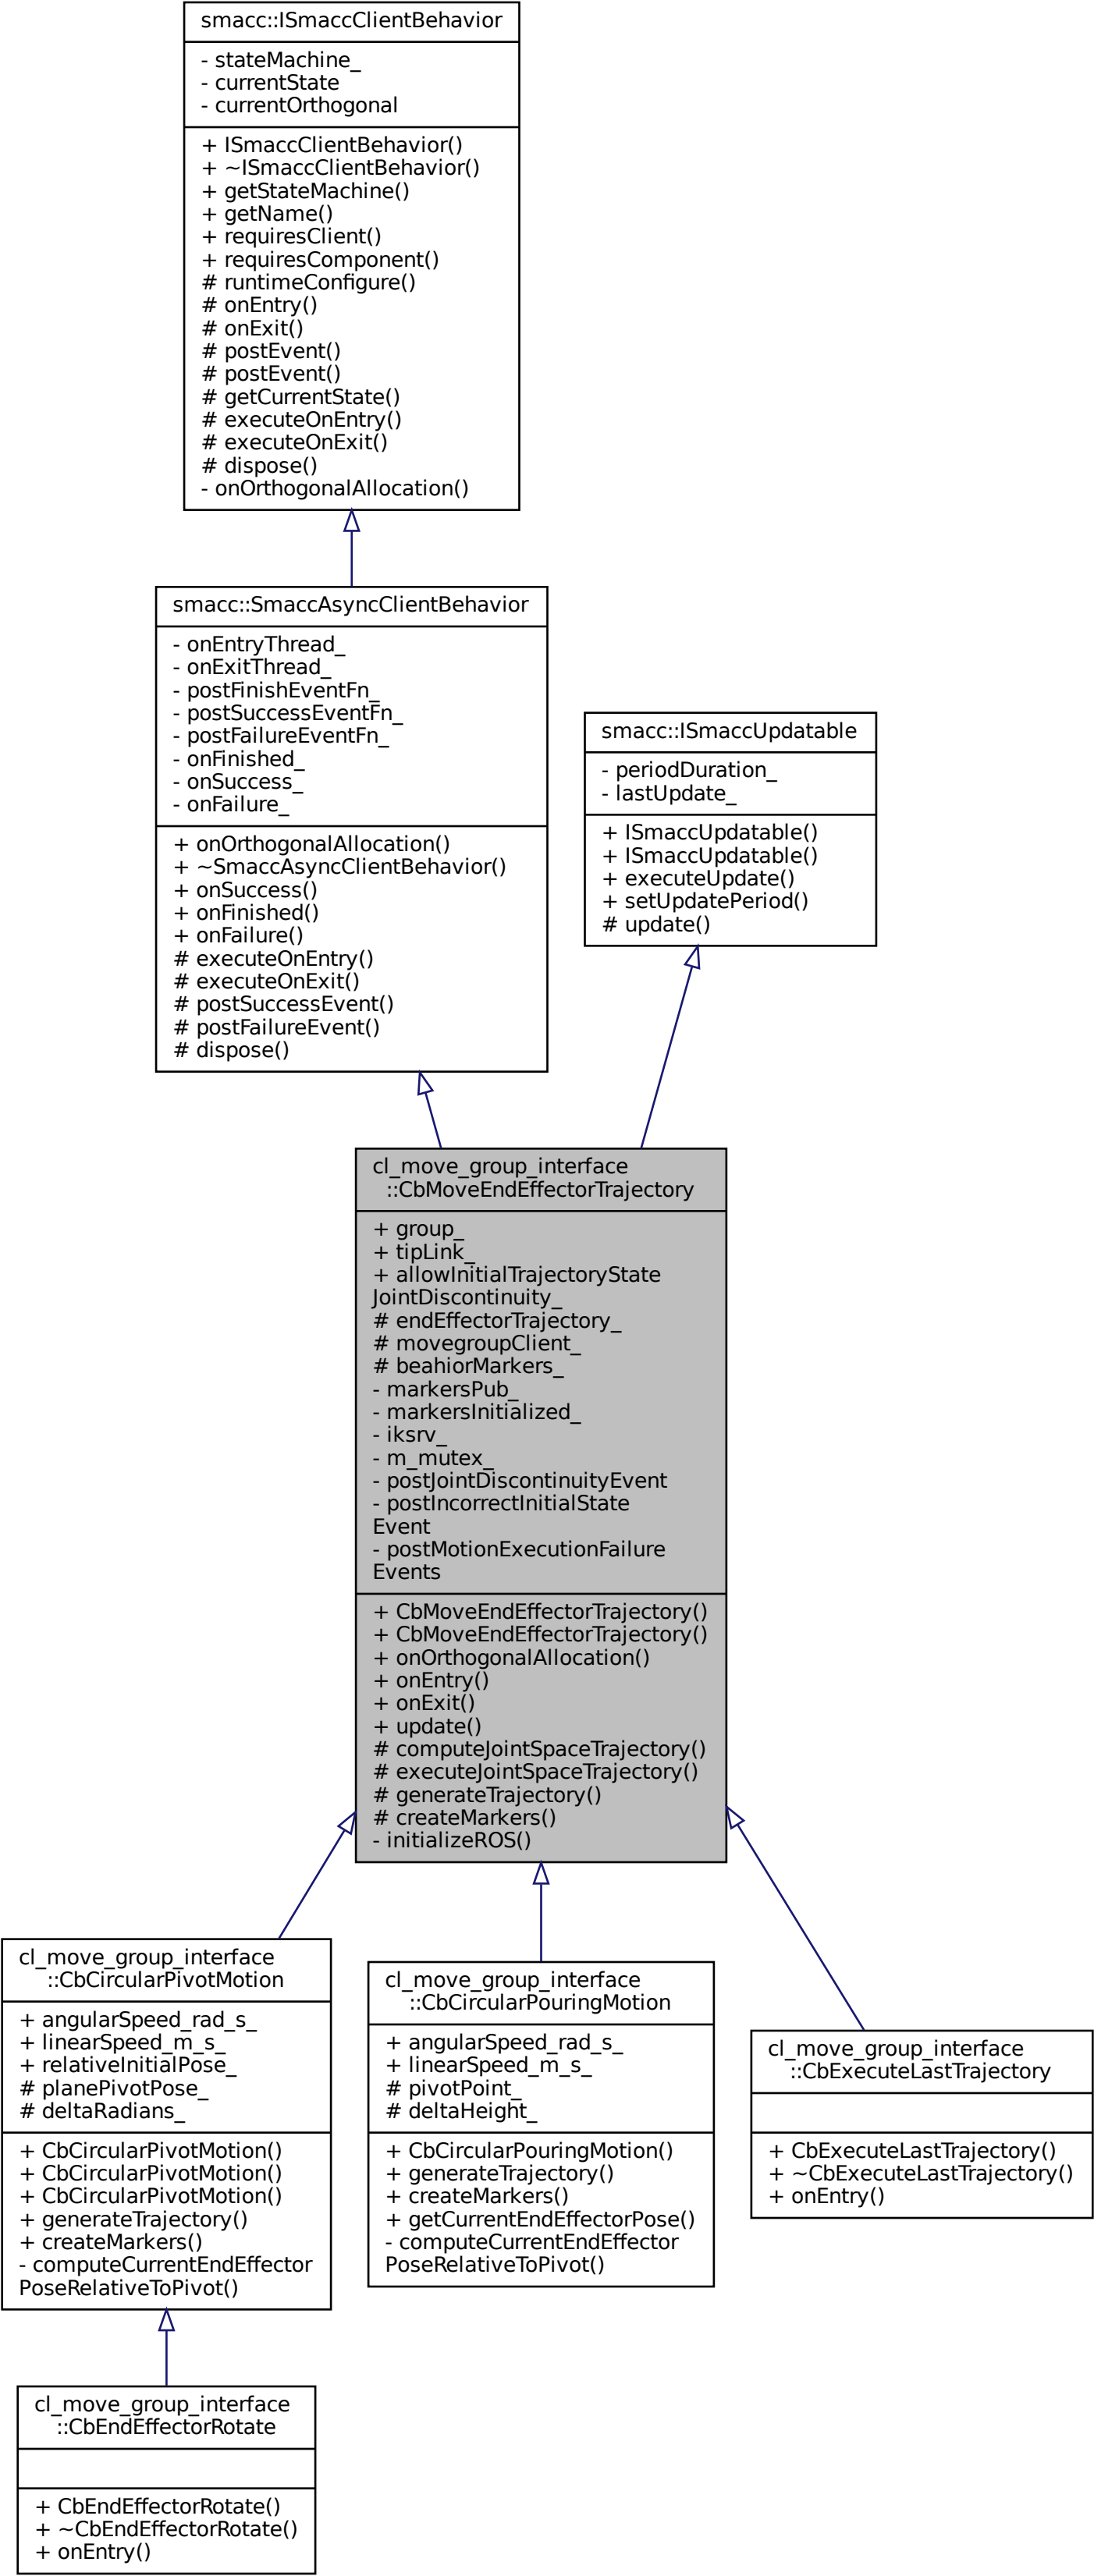 smacc::ISmaccClientBehavior
- stateMachine_
- currentState
- currentOrthogonal
+ ISmaccClientBehavior()
+ ~ISmaccClientBehavior()
+ getStateMachine()
+ getName()
+ requiresClient()
+ requiresComponent()
# runtimeConfigure()
# onEntry()
# onExit()
# postEvent()
# postEvent()
# getCurrentState()
# executeOnEntry()
# executeOnExit()
# dispose()
- onOrthogonalAllocation()
smacc::SmaccAsyncClientBehavior
- onEntryThread_
- onExitThread_
- postFinishEventFn_
- postSuccessEventFn_
- postFailureEventFn_
- onFinished_
- onSuccess_
- onFailure_
+ onOrthogonalAllocation()
+ ~SmaccAsyncClientBehavior()
+ onSuccess()
+ onFinished()
+ onFailure()
# executeOnEntry()
# executeOnExit()
# postSuccessEvent()
# postFailureEvent()
# dispose()
smacc::ISmaccUpdatable
- periodDuration_
- lastUpdate_
+ ISmaccUpdatable()
+ ISmaccUpdatable()
+ executeUpdate()
+ setUpdatePeriod()
# update()
cl_move_group_interface
::CbMoveEndEffectorTrajectory
+ group_
+ tipLink_
+ allowInitialTrajectoryState
JointDiscontinuity_
# endEffectorTrajectory_
# movegroupClient_
# beahiorMarkers_
- markersPub_
- markersInitialized_
- iksrv_
- m_mutex_
- postJointDiscontinuityEvent
- postIncorrectInitialState
Event
- postMotionExecutionFailure
Events
+ CbMoveEndEffectorTrajectory()
+ CbMoveEndEffectorTrajectory()
+ onOrthogonalAllocation()
+ onEntry()
+ onExit()
+ update()
# computeJointSpaceTrajectory()
# executeJointSpaceTrajectory()
# generateTrajectory()
# createMarkers()
- initializeROS()
cl_move_group_interface
::CbCircularPivotMotion
+ angularSpeed_rad_s_
+ linearSpeed_m_s_
+ relativeInitialPose_
# planePivotPose_
# deltaRadians_
+ CbCircularPivotMotion()
+ CbCircularPivotMotion()
+ CbCircularPivotMotion()
+ generateTrajectory()
+ createMarkers()
- computeCurrentEndEffector
PoseRelativeToPivot()
cl_move_group_interface
::CbCircularPouringMotion
+ angularSpeed_rad_s_
+ linearSpeed_m_s_
# pivotPoint_
# deltaHeight_
+ CbCircularPouringMotion()
+ generateTrajectory()
+ createMarkers()
+ getCurrentEndEffectorPose()
- computeCurrentEndEffector
PoseRelativeToPivot()
cl_move_group_interface
::CbExecuteLastTrajectory
+ CbExecuteLastTrajectory()
+ ~CbExecuteLastTrajectory()
+ onEntry()
cl_move_group_interface
::CbEndEffectorRotate
+ CbEndEffectorRotate()
+ ~CbEndEffectorRotate()
+ onEntry()